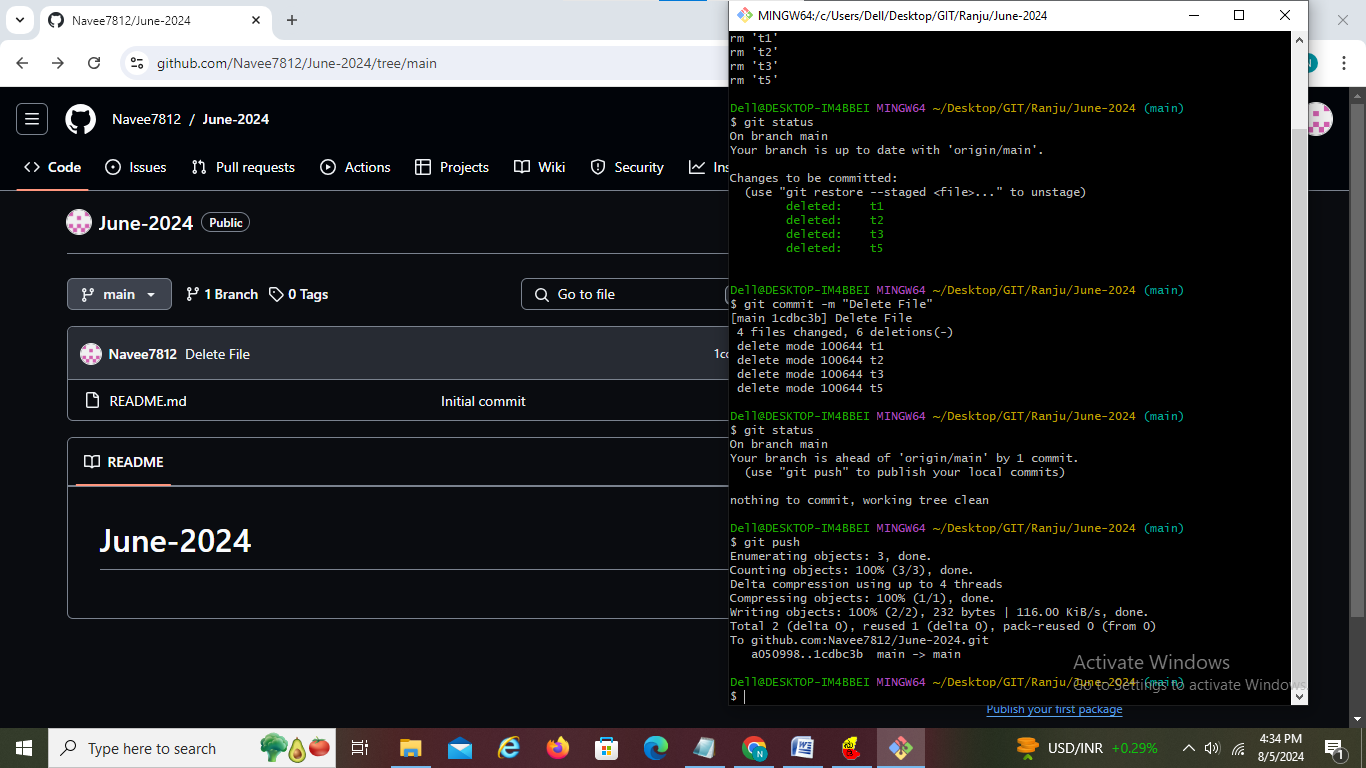 Navee7812/June-2024
github.com/Navee7812/June-2024/tree/main
Navee7812 / June-2024
Code Issues Pull requests Actions Projects Wiki Security Ins
June-2024 Public
main 1 Branch 0 Tags Go to file
Navee7812 Delete File 1c
README.md Initial commit
README
June-2024
Publish your first package
MINGW64:/c/Users/Dell/Desktop/GIT/Ranju/June-2024
rm 't1'
rm 't2'
rm 't3'
rm 't5'
Dell@DESKTOP-IM4BBEI MINGW64 ~/Desktop/GIT/Ranju/June-2024 (main)
$ git status
On branch main
Your branch is up to date with 'origin/main'.
Changes to be committed:
(use "git restore --staged <file>..." to unstage)
deleted: t1
deleted: t2
deleted: t3
deleted: t5
Dell@DESKTOP-IM4BBEI MINGW64 ~/Desktop/GIT/Ranju/June-2024 (main)
$ git commit -m "Delete File"
[main 1cdbc3b] Delete File
4 files changed, 6 deletions(-)
delete mode 100644 t1
delete mode 100644 t2
delete mode 100644 t3
delete mode 100644 t5
Dell@DESKTOP-IM4BBEI MINGW64 ~/Desktop/GIT/Ranju/June-2024 (main)
$ git status
On branch main
Your branch is ahead of 'origin/main' by 1 commit.
(use "git push" to publish your local commits)
nothing to commit, working tree clean
Dell@DESKTOP-IM4BBEI MINGW64 ~/Desktop/GIT/Ranju/June-2024 (main)
$ git push
Enumerating objects: 3, done.
Counting objects: 100% (3/3), done.
Delta compression using up to 4 threads
Compressing objects: 100% (1/1), done.
Writing objects: 100% (2/2), 232 bytes | 116.00 KiB/s, done.
Total 2 (delta 0), reused 1 (delta 0), pack-reused 0 (from 0)
To github.com:Navee7812/June-2024.git
a050998..1cdbc3b main -> main
Dell@DESKTOP-IM4BBEI MINGW64 ~/Desktop/GIT/Ranju/June-2024 (main)
$
Activate Windows
Go to Settings to activate Windows.
Type here to search
USD/INR +0.29%
4:34 PM
8/5/2024
1